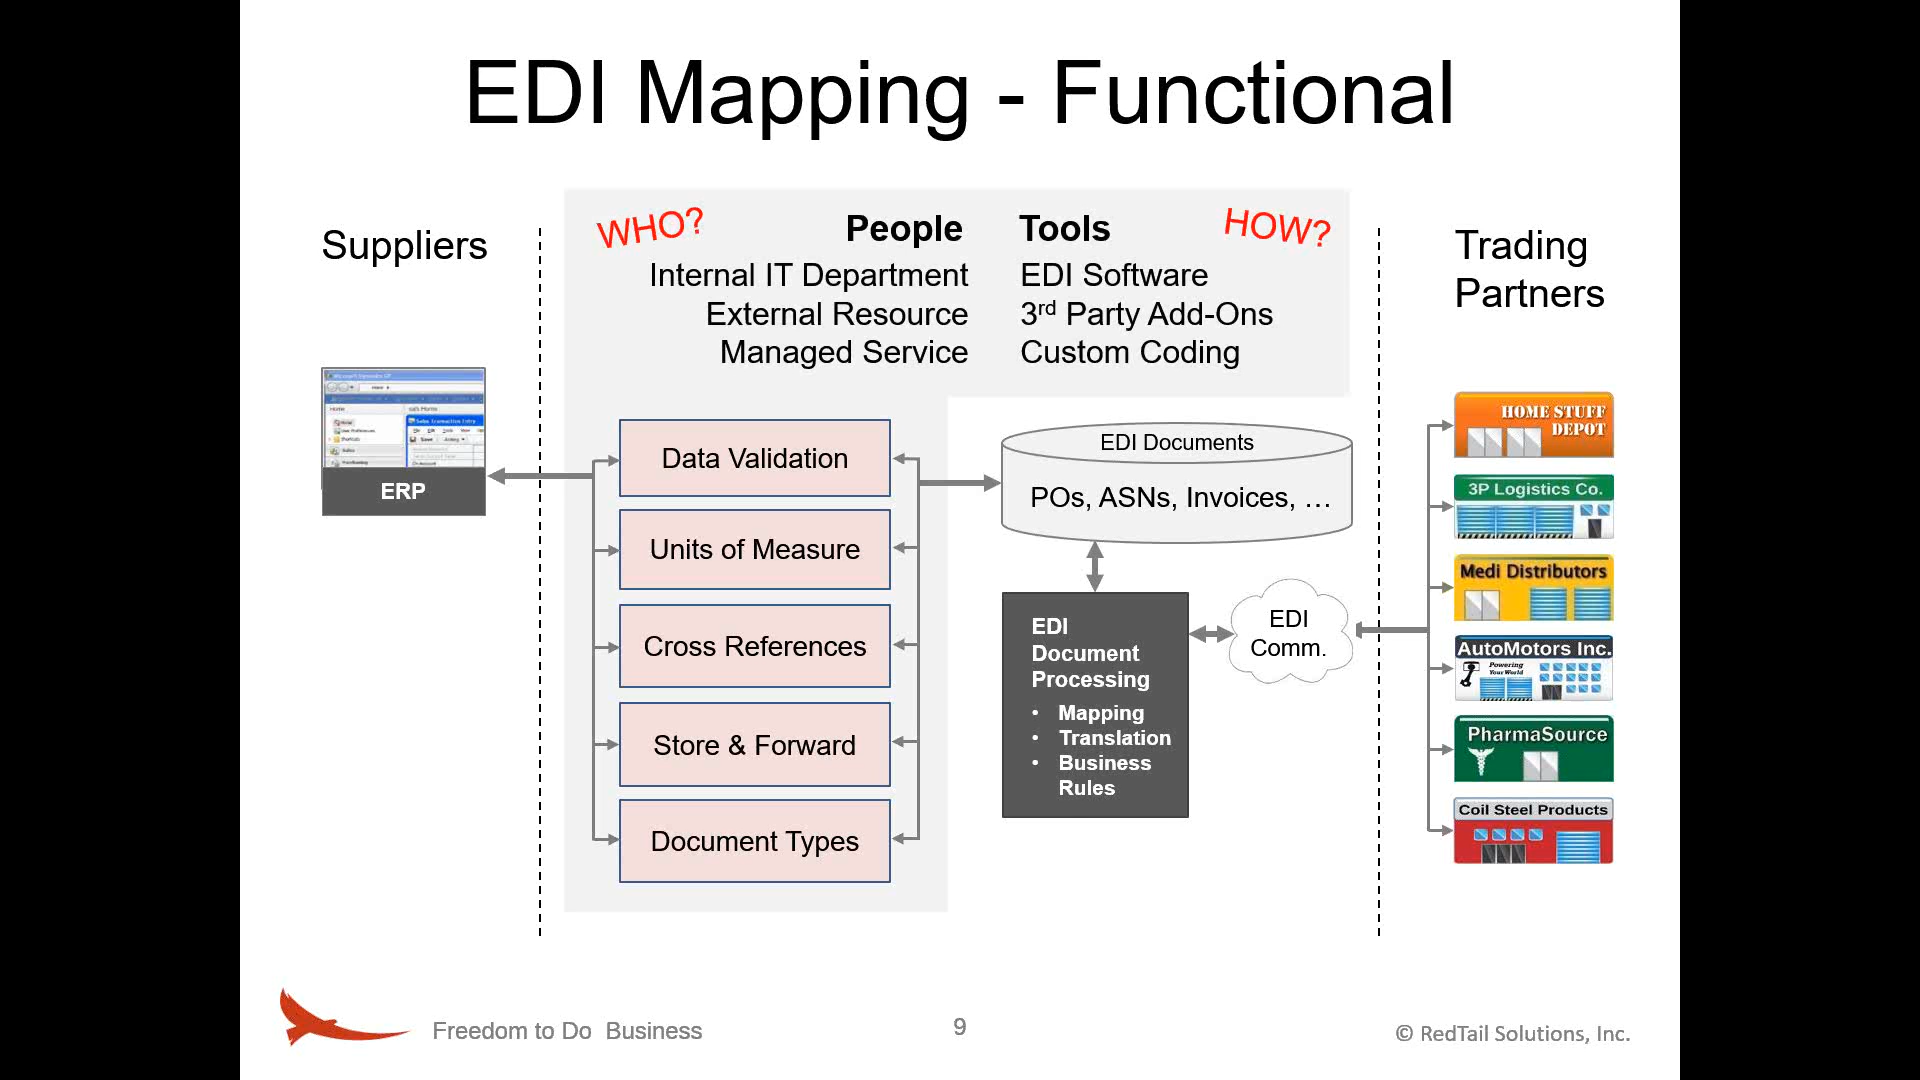 EDI Mapping - Functional
Suppliers
WHO?
People
Internal IT Department
External Resource
Managed Service
Tools
HOW?
EDI Software
3rd Party Add-Ons
Custom Coding
Trading
Partners
Home
Save
ERP
Data Validation
Units of Measure
Cross References
Store & Forward
Document Types
EDI Documents
POs, ASNs, Invoices, …
EDI
Document
Processing
• Mapping
• Translation
• Business
Rules
EDI
Comm.
HOME STUFF
DEPOT
3P Logistics Co.
Medi Distributors
AutoMotors Inc.
Powering
Your World
PharmaSource
Coil Steel Products
Freedom to Do Business
9
© RedTail Solutions, Inc.